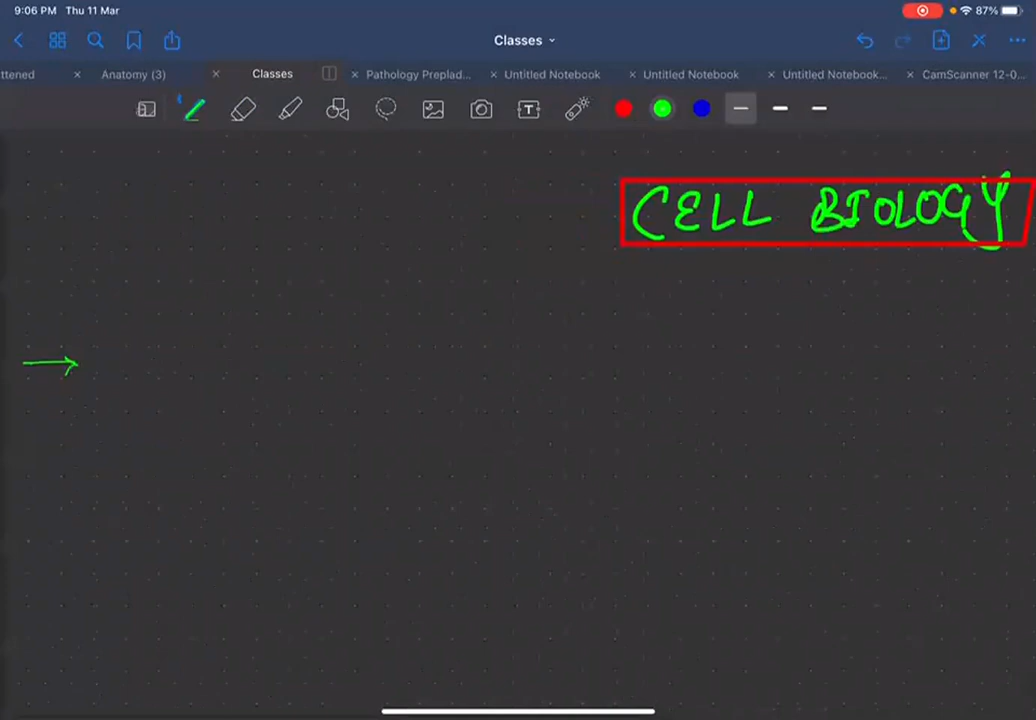 9:06 PM Thu 11 Mar 87%
Classes
ttened Anatomy (3) Classes Pathology Preplad... Untitled Notebook Untitled Notebook Untitled Notebook... CamScanner 12-0...
T
CELL BIOLOGY